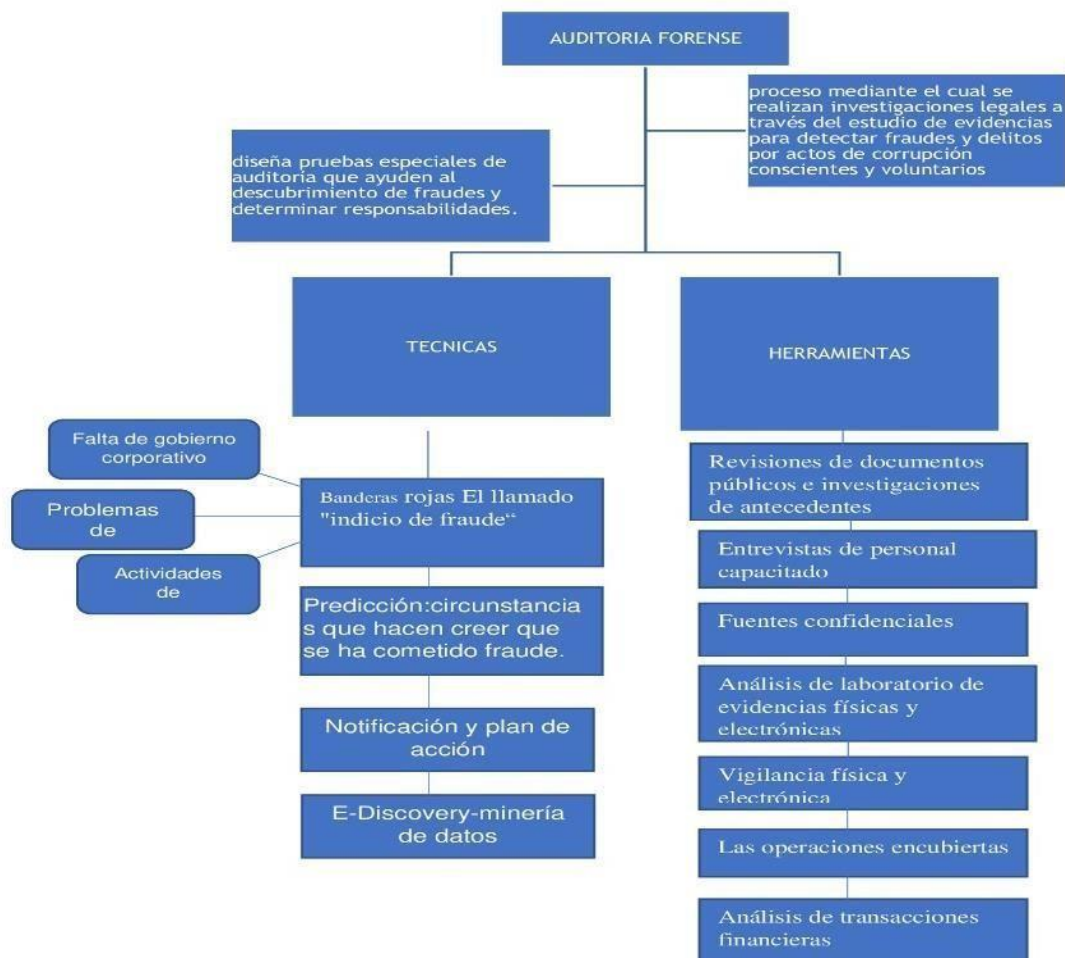 AUDITORIA FORENSE
proceso mediante el cual se
realizan investigaciones legales a
través del estudio de evidencias
para detectar fraudes y delitos
por actos de corrupción
conscientes y voluntarios
diseña pruebas especiales de
auditoría que ayuden al
descubrimiento de fraudes y
determinar responsabilidades.
TECNICAS
HERRAMIENTAS
Falta de gobierno
corporativo
Problemas
de
Actividades
de
Banderas rojas El llamado
"indicio de fraude“
Predicción:circunstancia
s que hacen creer que
se ha cometido fraude.
Notificación y plan de
acción
E-Discovery-minería
de datos
Revisiones de documentos
públicos e investigaciones
de antecedentes
Entrevistas de personal
capacitado
Fuentes confidenciales
Análisis de laboratorio de
evidencias físicas y
electrónicas
Vigilancia física y
electrónica
Las operaciones encubiertas
Análisis de transacciones
financieras